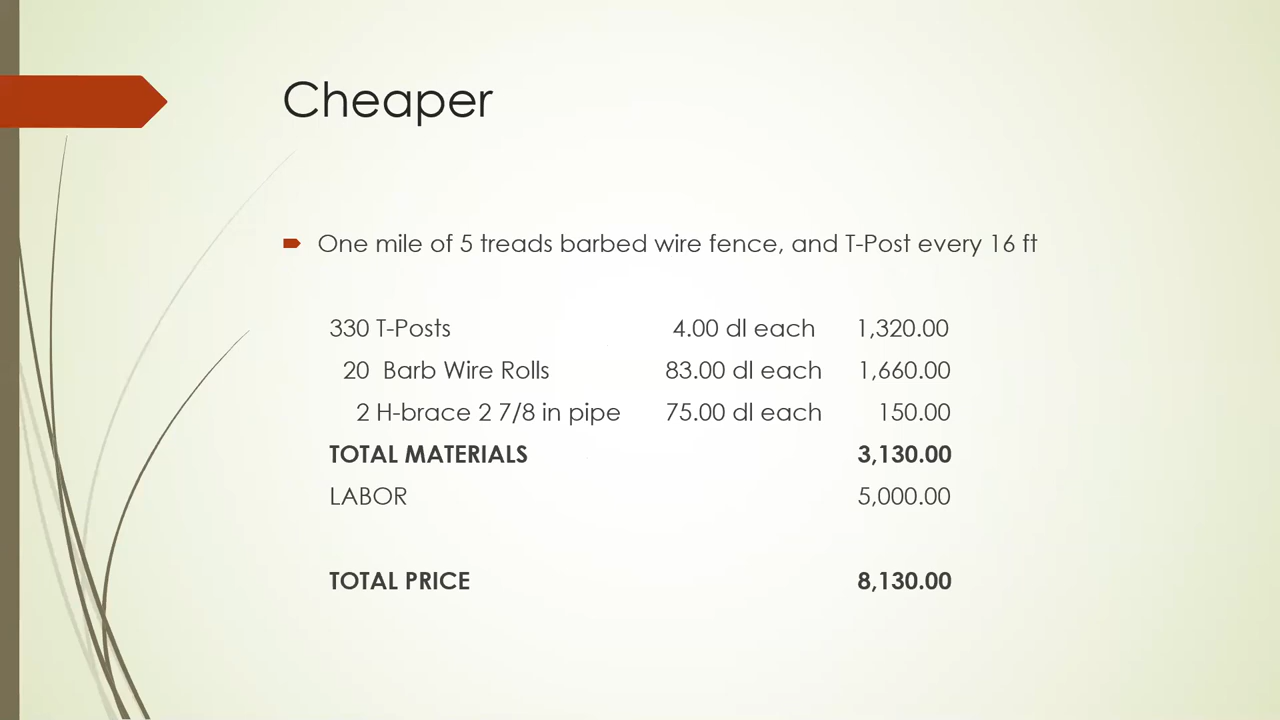 Cheaper
One mile of 5 treads barbed wire fence, and T-Post every 16 ft
330 T-Posts 4.00 dl each 1,320.00
20 Barb Wire Rolls 83.00 dl each 1,660.00
2 H-brace 2 7/8 in pipe 75.00 dl each 150.00
TOTAL MATERIALS 3,130.00
LABOR 5,000.00
TOTAL PRICE 8,130.00